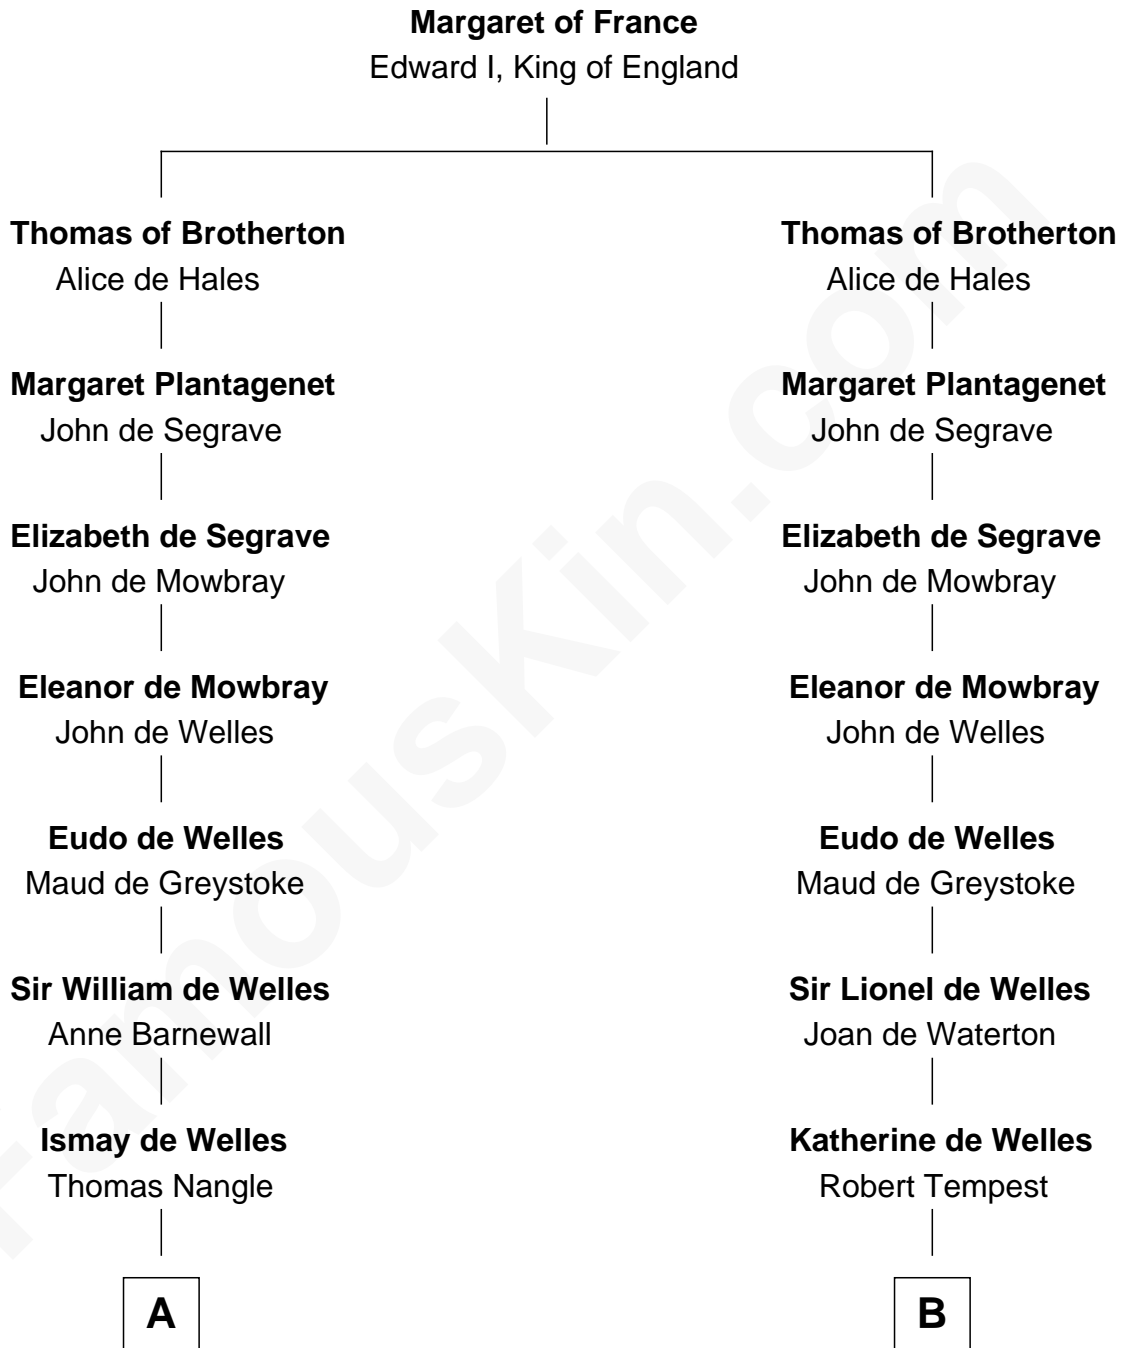 Margaret of France
Edward I, King of England
Thomas of Brotherton
Alice de Hales
Margaret Plantagenet
John de Segrave
Elizabeth de Segrave
John de Mowbray
Eleanor de Mowbray
John de Welles
Eudo de Welles
Maud de Greystoke
Sir William de Welles
Anne Barnewall
Ismay de Welles
Thomas Nangle
A
Thomas of Brotherton
Alice de Hales
Margaret Plantagenet
John de Segrave
Elizabeth de Segrave
John de Mowbray
Eleanor de Mowbray
John de Welles
Eudo de Welles
Maud de Greystoke
Sir Lionel de Welles
Joan de Waterton
Katherine de Welles
Robert Tempest
B
FamousKin.com